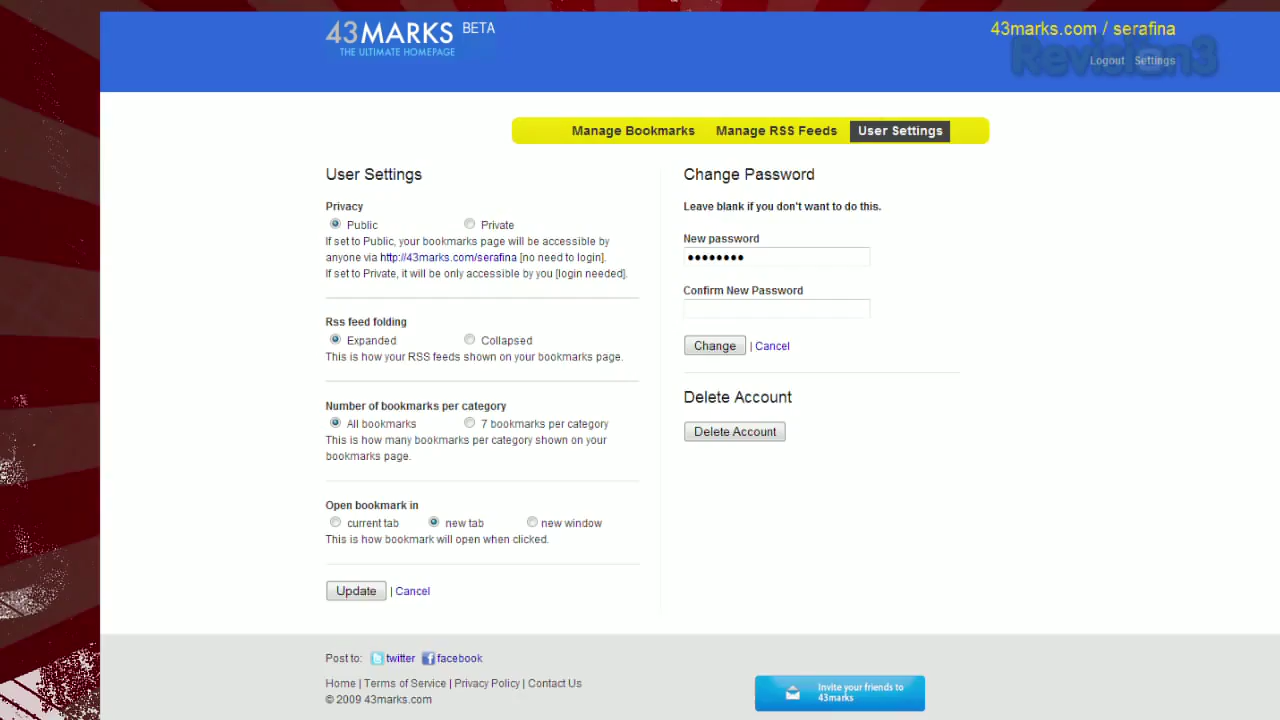 43MARKS BETA
THE ULTIMATE HOMEPAGE
43marks.com / serafina
Revision3
Logout Settings
Manage Bookmarks Manage RSS Feeds User Settings
User Settings
Privacy
Public Private
If set to Public, your bookmarks page will be accessible by
anyone via http://43marks.com/serafina [no need to login].
If set to Private, it will be only accessible by you [login needed].
Rss feed folding
Expanded Collapsed
This is how your RSS feeds shown on your bookmarks page.
Number of bookmarks per category
All bookmarks 7 bookmarks per category
This is how many bookmarks per category shown on your
bookmarks page.
Open bookmark in
current tab new tab new window
This is how bookmark will open when clicked.
Update | Cancel
Change Password
Leave blank if you don't want to do this.
New password
••••••••
Confirm New Password
Change | Cancel
Delete Account
Delete Account
Post to: twitter facebook
Home | Terms of Service | Privacy Policy | Contact Us
© 2009 43marks.com
Invite your friends to
43marks